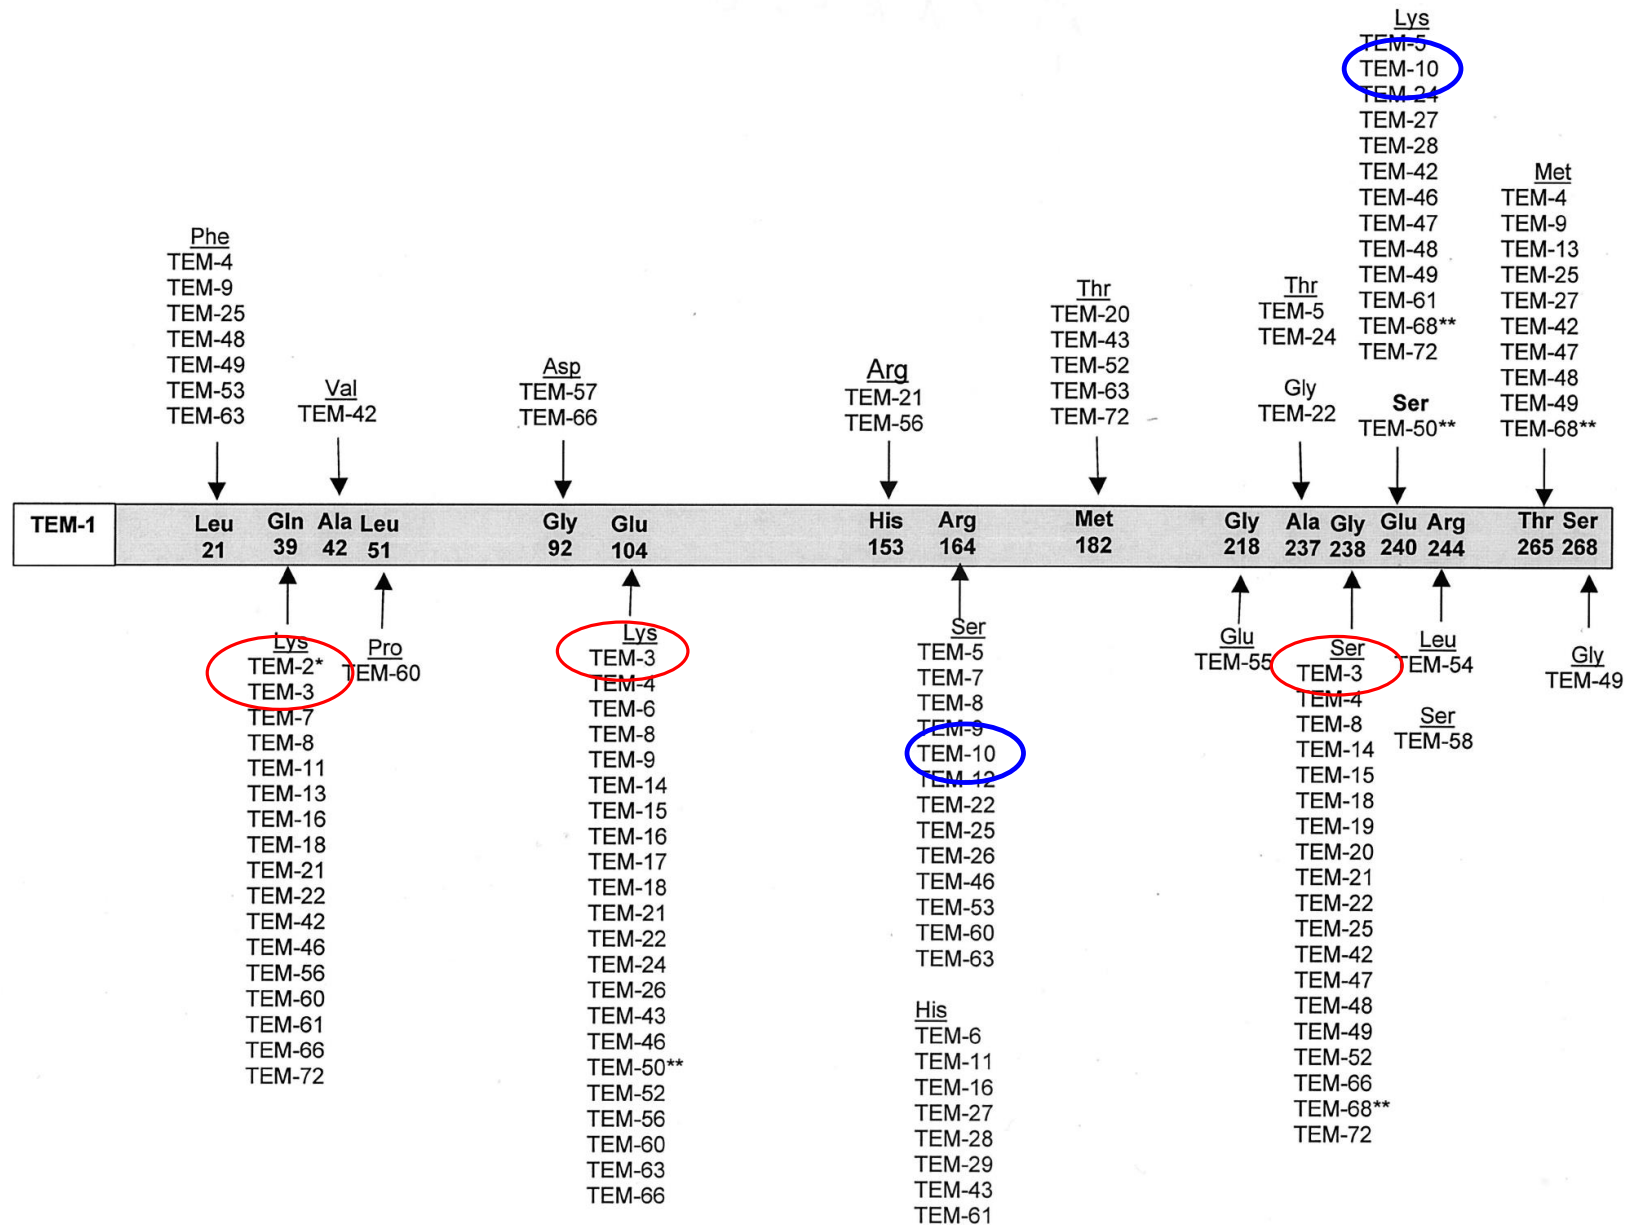 Lys
TEM-5
TEM-10
TEM-24
TEM-27
TEM-28
TEM-42
TEM-46
TEM-47
TEM-48
TEM-49
TEM-61
TEM-68**
TEM-72
Ser
TEM-50**
Met
TEM-4
TEM-9
TEM-13
TEM-25
TEM-27
TEM-42
TEM-47
TEM-48
TEM-49
TEM-68**
Phe
TEM-4
TEM-9
TEM-25
TEM-48
TEM-49
TEM-53
TEM-63
Val
TEM-42
Asp
TEM-57
TEM-66
Arg
TEM-21
TEM-56
Thr
TEM-20
TEM-43
TEM-52
TEM-63
TEM-72
Thr
TEM-5
TEM-24
Gly
TEM-22
TEM-1
Leu Gln Ala Leu Gly Glu His Arg Met Gly Ala Gly Glu Arg Thr Ser
21 39 42 51 92 104 153 164 182 218 237 238 240 244 265 268
Lys
TEM-2*
TEM-3
TEM-7
TEM-8
TEM-11
TEM-13
TEM-16
TEM-18
TEM-21
TEM-22
TEM-42
TEM-46
TEM-56
TEM-60
TEM-61
TEM-66
TEM-72
Pro
TEM-60
Lys
TEM-3
TEM-4
TEM-6
TEM-8
TEM-9
TEM-14
TEM-15
TEM-16
TEM-17
TEM-18
TEM-21
TEM-22
TEM-24
TEM-26
TEM-43
TEM-46
TEM-50**
TEM-52
TEM-56
TEM-60
TEM-63
TEM-66
Ser
TEM-5
TEM-7
TEM-8
TEM-9
TEM-10
TEM-12
TEM-22
TEM-25
TEM-26
TEM-46
TEM-53
TEM-60
TEM-63
His
TEM-6
TEM-11
TEM-16
TEM-27
TEM-28
TEM-29
TEM-43
TEM-61
Glu
TEM-55
Ser
TEM-3
TEM-4
TEM-8
TEM-14
TEM-15
TEM-18
TEM-19
TEM-20
TEM-21
TEM-22
TEM-25
TEM-42
TEM-47
TEM-48
TEM-49
TEM-52
TEM-66
TEM-68**
TEM-72
Leu
TEM-54
Ser
TEM-58
Gly
TEM-49